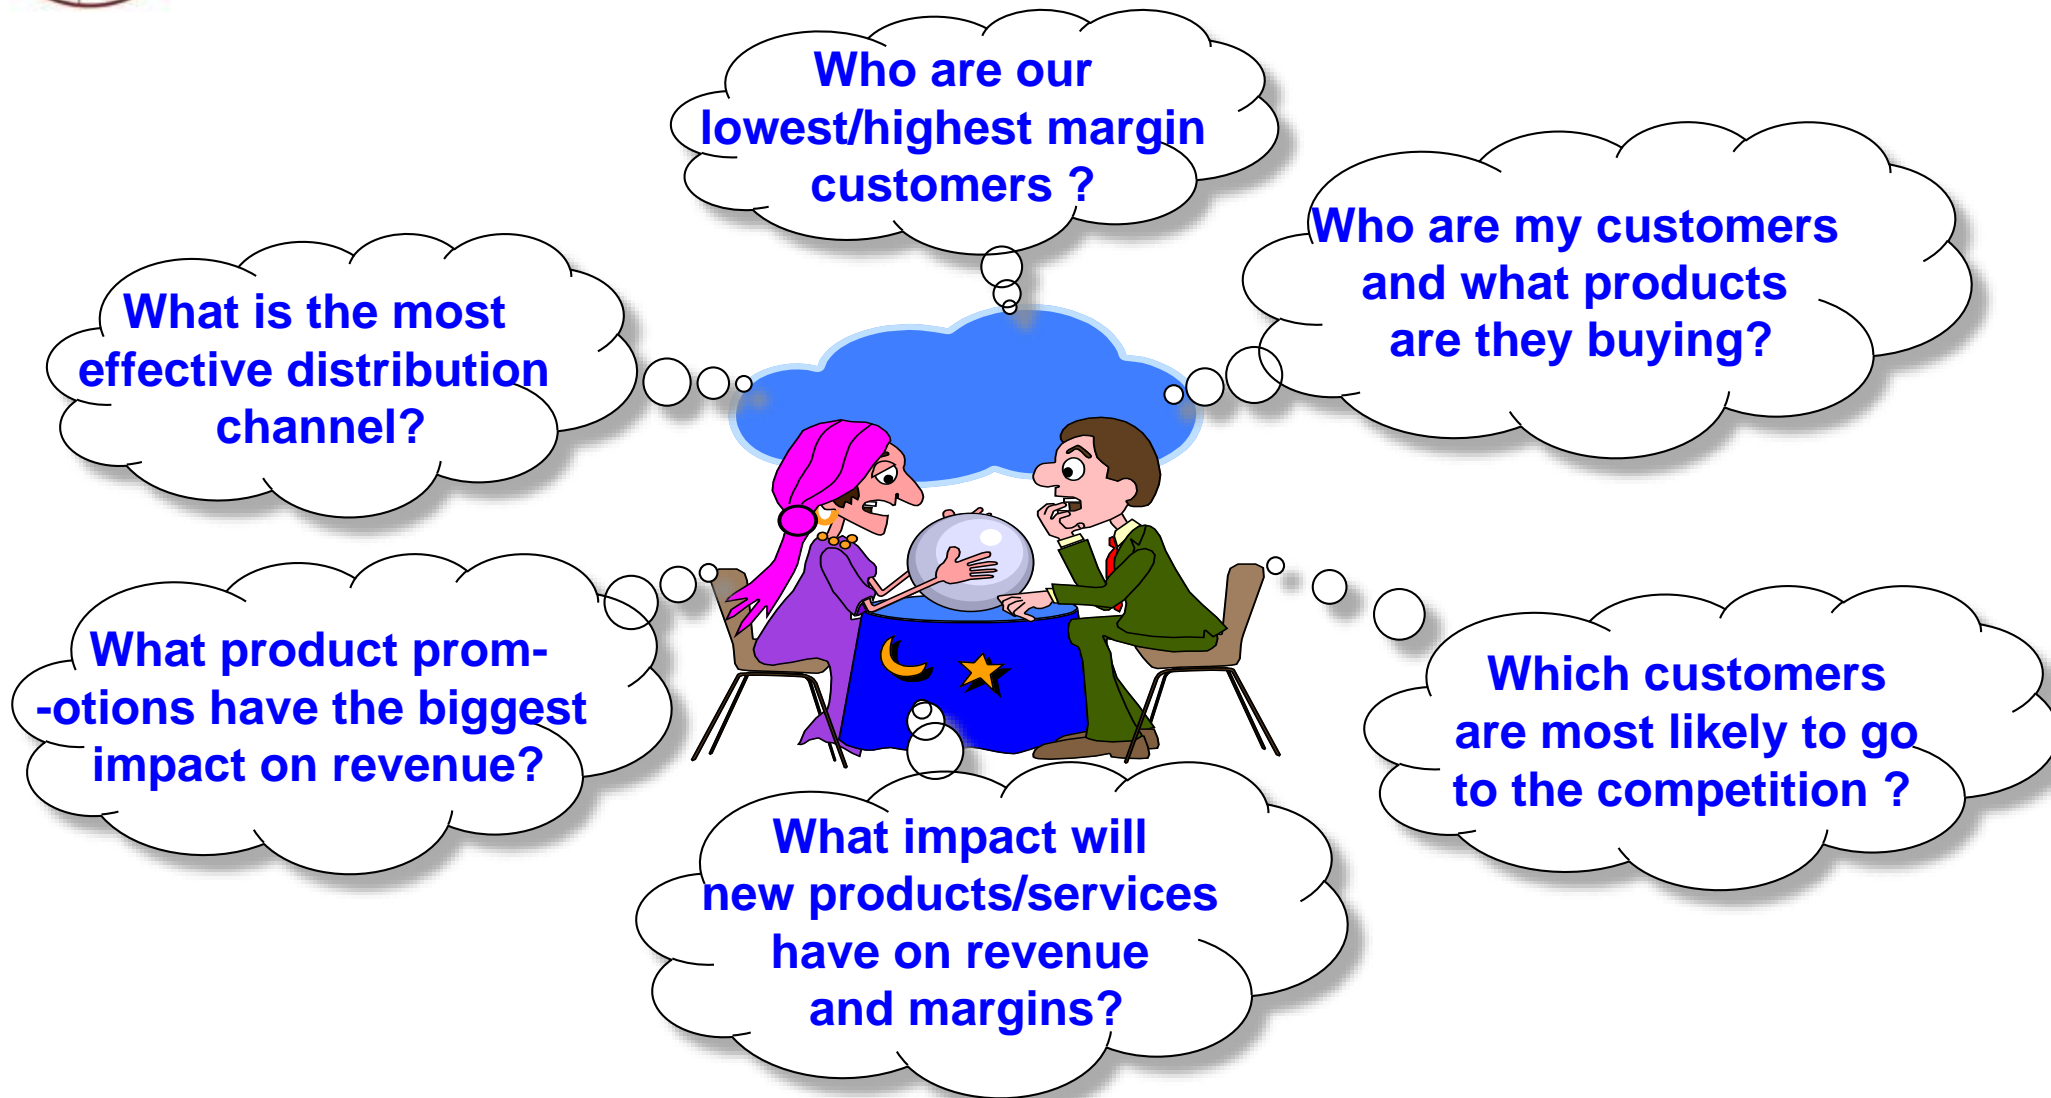 Who are our
lowest/highest margin
customers ?
Who are my customers
and what products
are they buying?
What is the most
effective distribution
channel?
What product prom-
-otions have the biggest
impact on revenue?
Which customers
are most likely to go
to the competition ?
What impact will
new products/services
have on revenue
and margins?